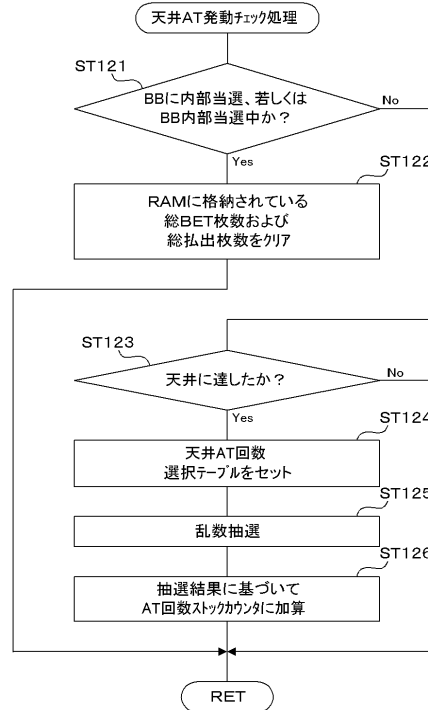 天井AT発動チェック処理
ST121
BBに内部当選、若しくは
BB内部当選中か？
No
Yes
ST122
RAMに格納されている
総BET枚数および
総払出枚数をクリア
ST123
天井に達したか？
No
Yes
ST124
天井AT回数
選択テーブルをセット
ST125
乱数抽選
ST126
抽選結果に基づいて
AT回数ストックカウンタに加算
RET